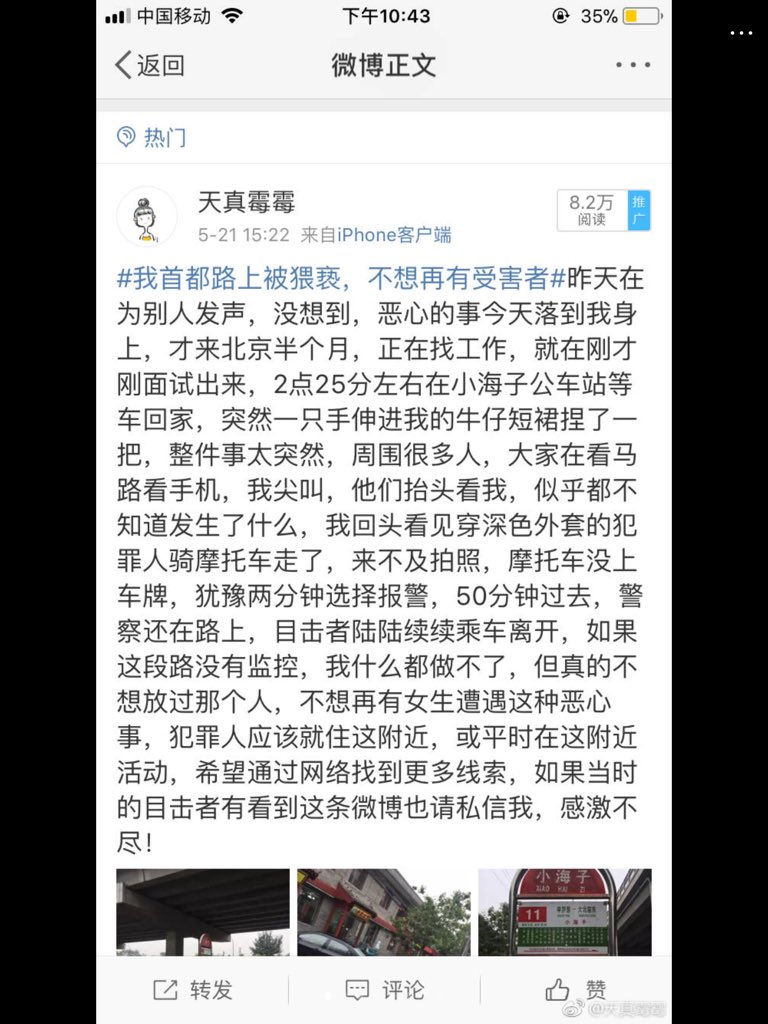 中国移动
下午10:43
35%
返回
微博正文
热门
天真霉霉
8.2万
阅读
推广
5-21 15:22 来自iPhone客户端
#我首都路上被猥亵，不想再有受害者#昨天在
为别人发声，没想到，恶心的事今天落到我身
上，才来北京半个月，正在找工作，就在刚才
刚面试出来，2点25分左右在小海子公车站等
车回家，突然一只手伸进我的牛仔短裙捏了一
把，整件事太突然，周围很多人，大家在看马
路看手机，我尖叫，他们抬头看我，似乎都不
知道发生了什么，我回头看见穿深色外套的犯
罪人骑摩托车走了，来不及拍照，摩托车没上
车牌，犹豫两分钟选择报警，50分钟过去，警
察还在路上，目击者陆陆续续乘车离开，如果
这段路没有监控，我什么都做不了，但真的不
想放过那个人，不想再有女生遭遇这种恶心
事，犯罪人应该就住这附近，或平时在这附近
活动，希望通过网络找到更多线索，如果当时
的目击者有看到这条微博也请私信我，感激不
尽！
小海子
XIAO HAI ZI
11
小海子
转发
评论
赞
@天真霉霉